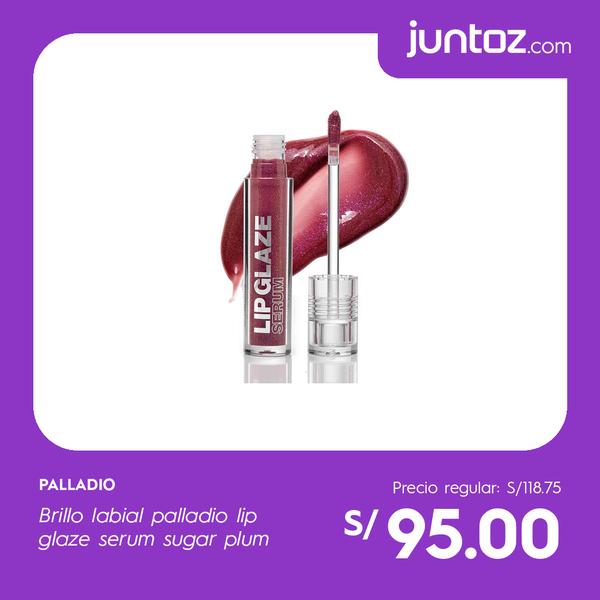 juntoz.com
LIP GLAZE
SERUM
PALLADIO
Brillo labial palladio lip
glaze serum sugar plum
Precio regular: S/118.75
S/ 95.00